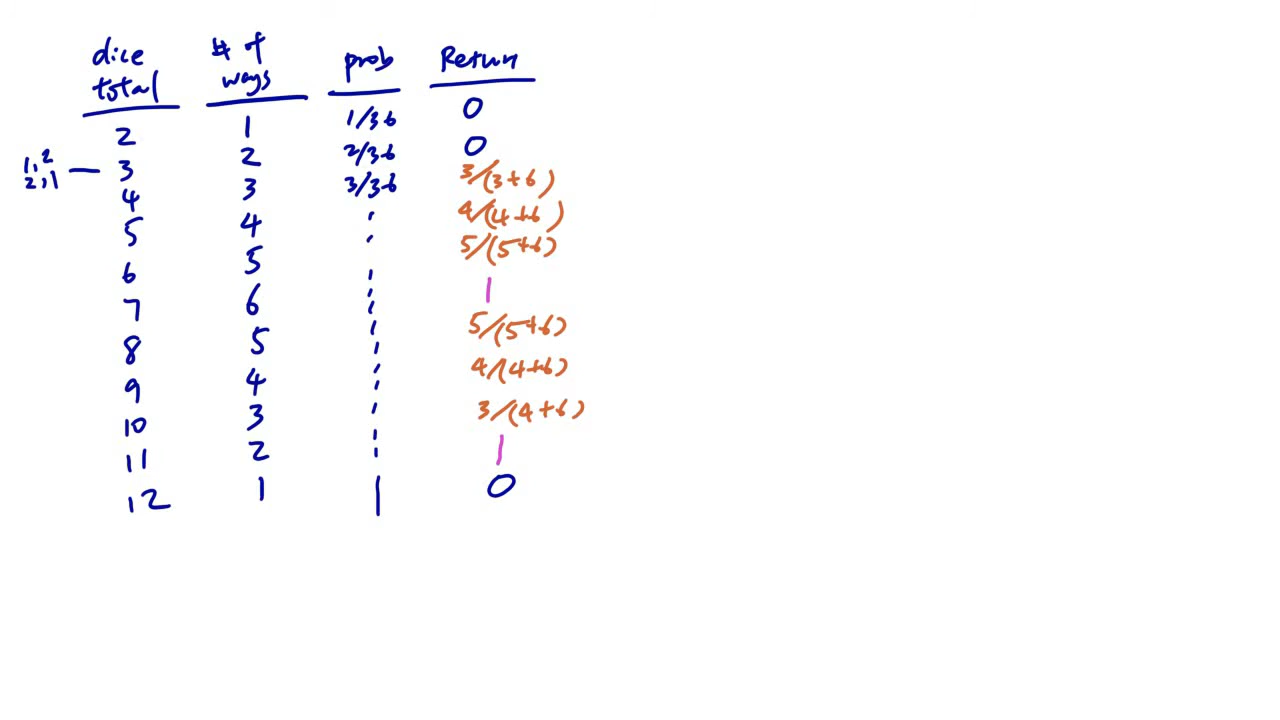 dice total # of ways prob Return
2 1 1/36 0
1,2 2,1 — 3 2 2/36 0
4 3 3/36 3/(3+6)
5 4 4/(4+6)
6 5 5/(5+6)
7 6 1
8 5 5/(5+6)
9 4 4/(4+6)
10 3 3/(4+6)
11 2 1
12 1 0